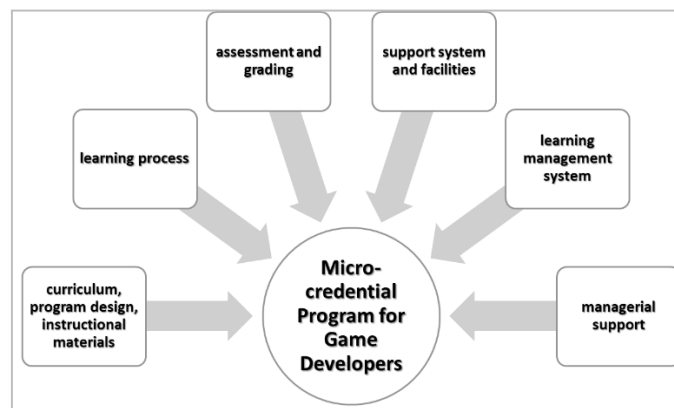 assessment and
grading
support system
and facilities
learning process
learning
management
system
curriculum,
program design,
instructional
materials
Micro-
credential
Program for
Game
Developers
managerial
support